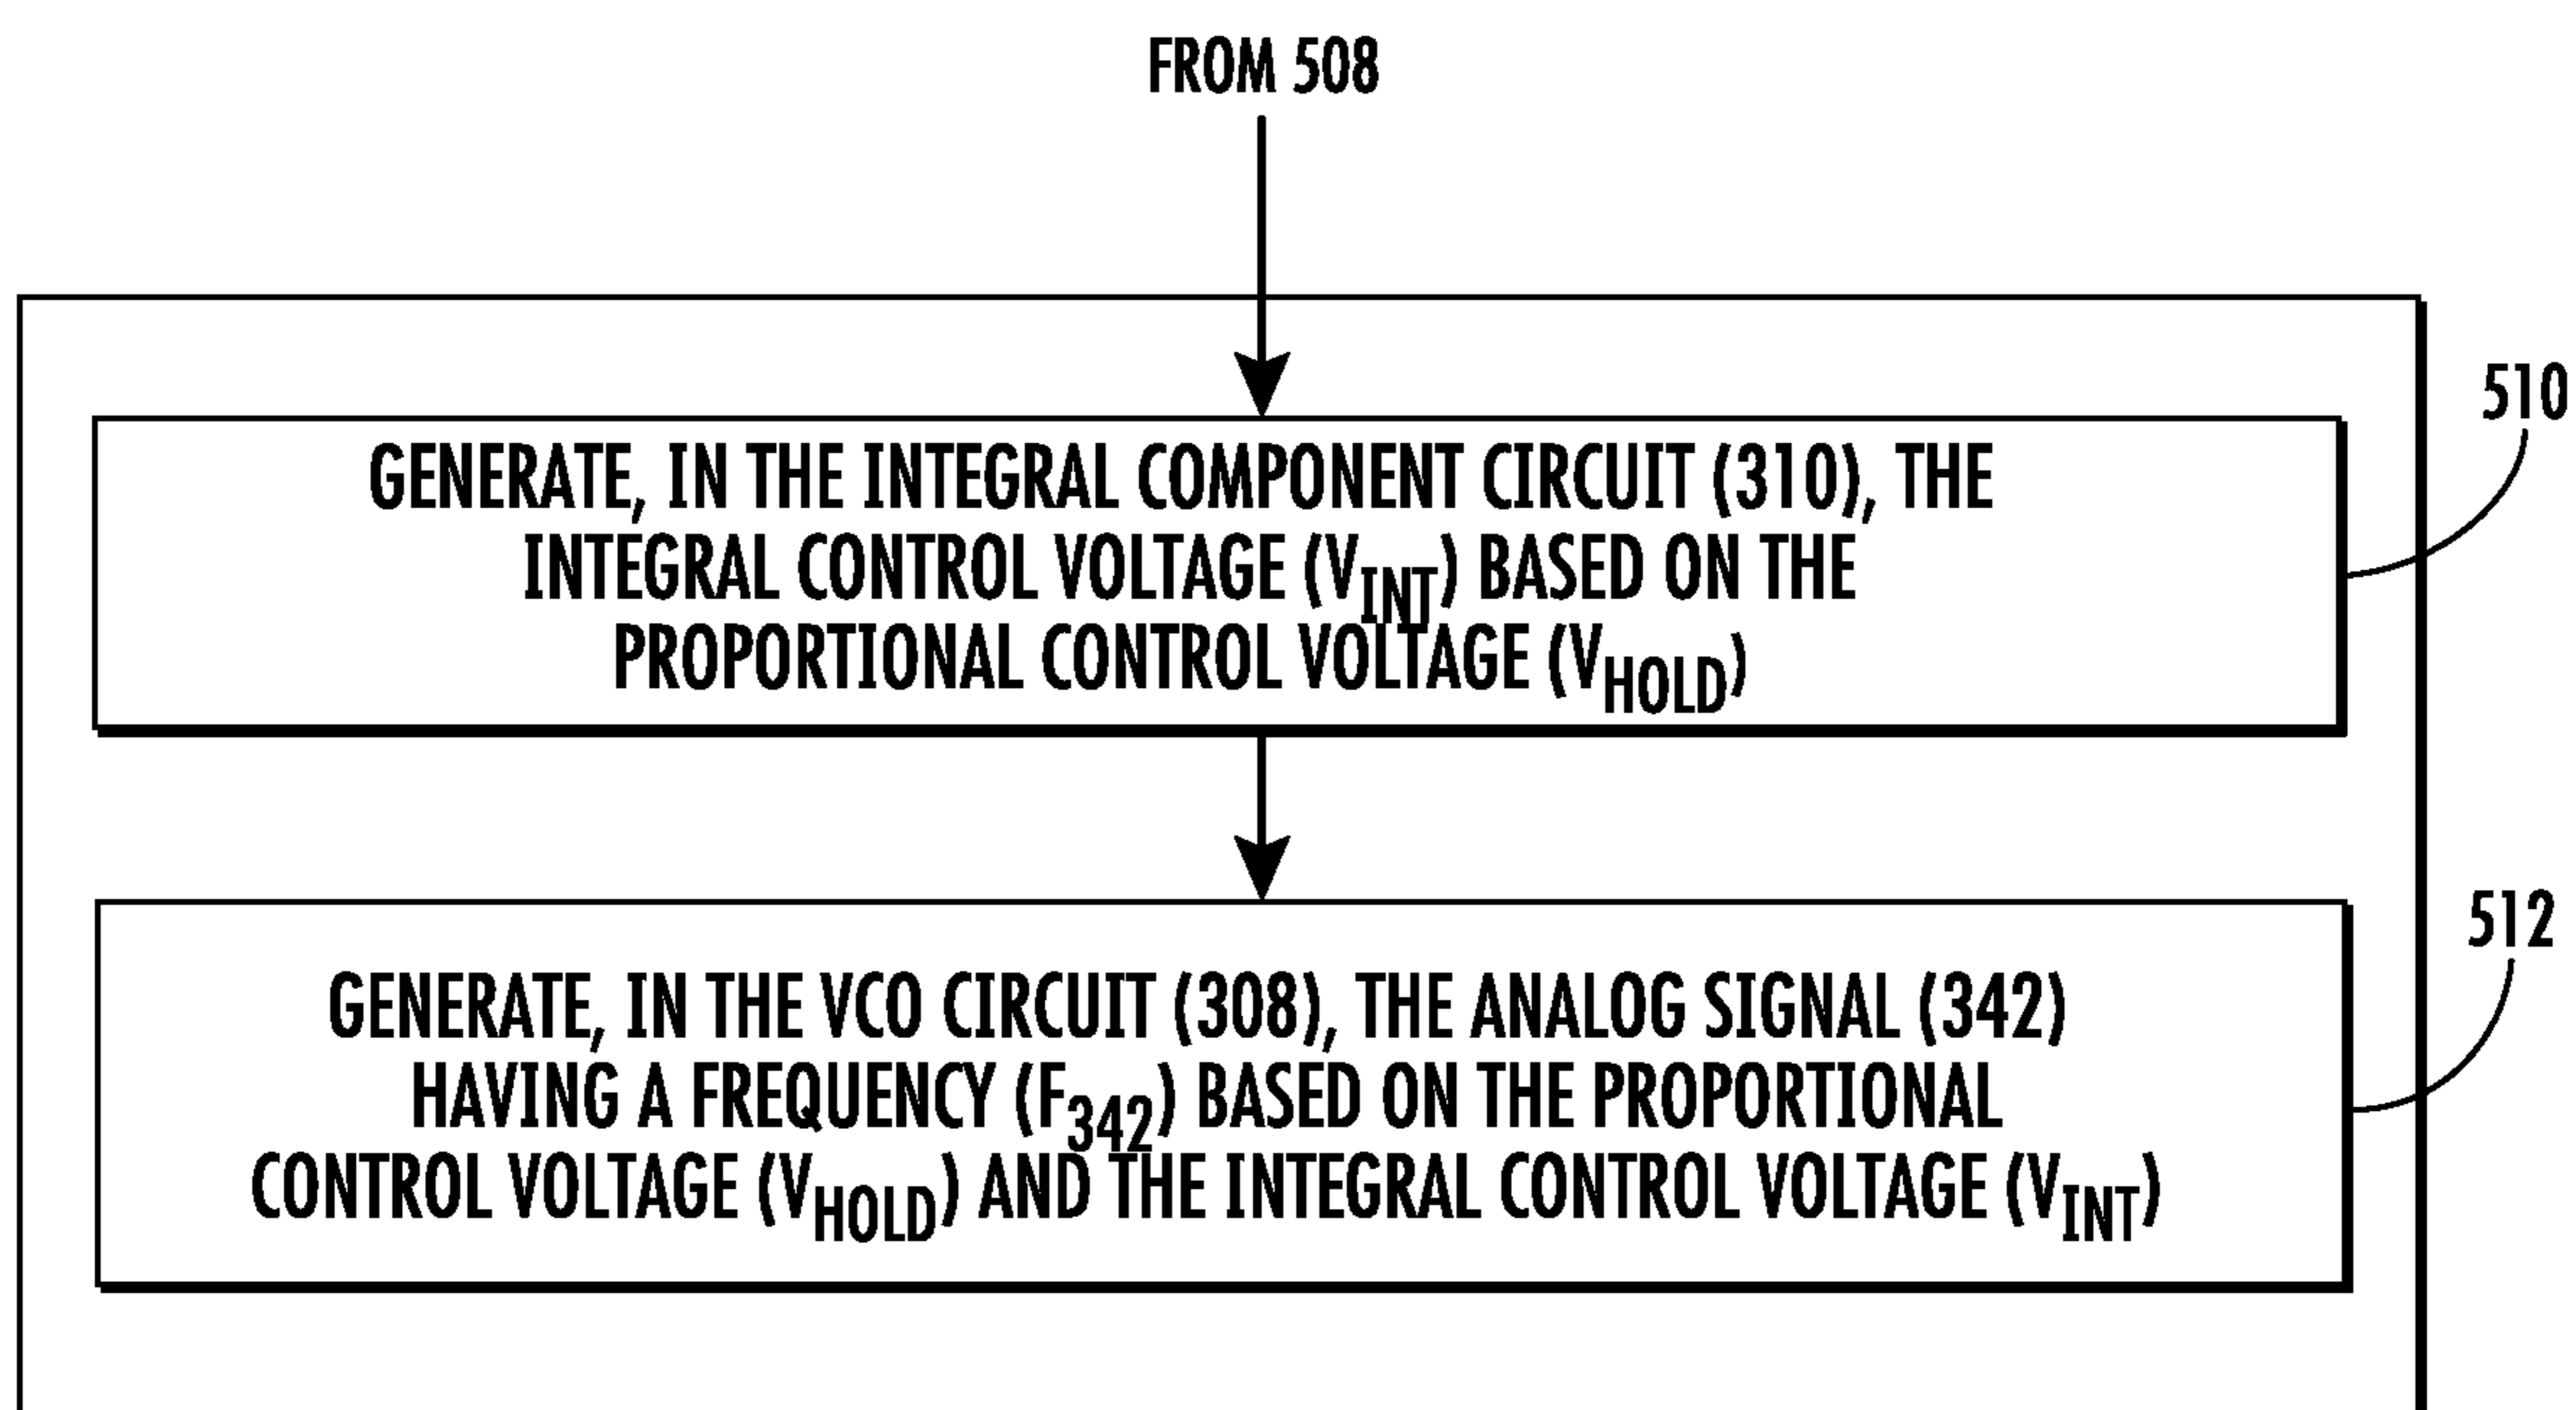 FROM 508
510
GENERATE, IN THE INTEGRAL COMPONENT CIRCUIT (310), THE
INTEGRAL CONTROL VOLTAGE (VINT) BASED ON THE
PROPORTIONAL CONTROL VOLTAGE (VHOLD)
512
GENERATE, IN THE VCO CIRCUIT (308), THE ANALOG SIGNAL (342)
HAVING A FREQUENCY (F342) BASED ON THE PROPORTIONAL
CONTROL VOLTAGE (VHOLD) AND THE INTEGRAL CONTROL VOLTAGE (VINT)